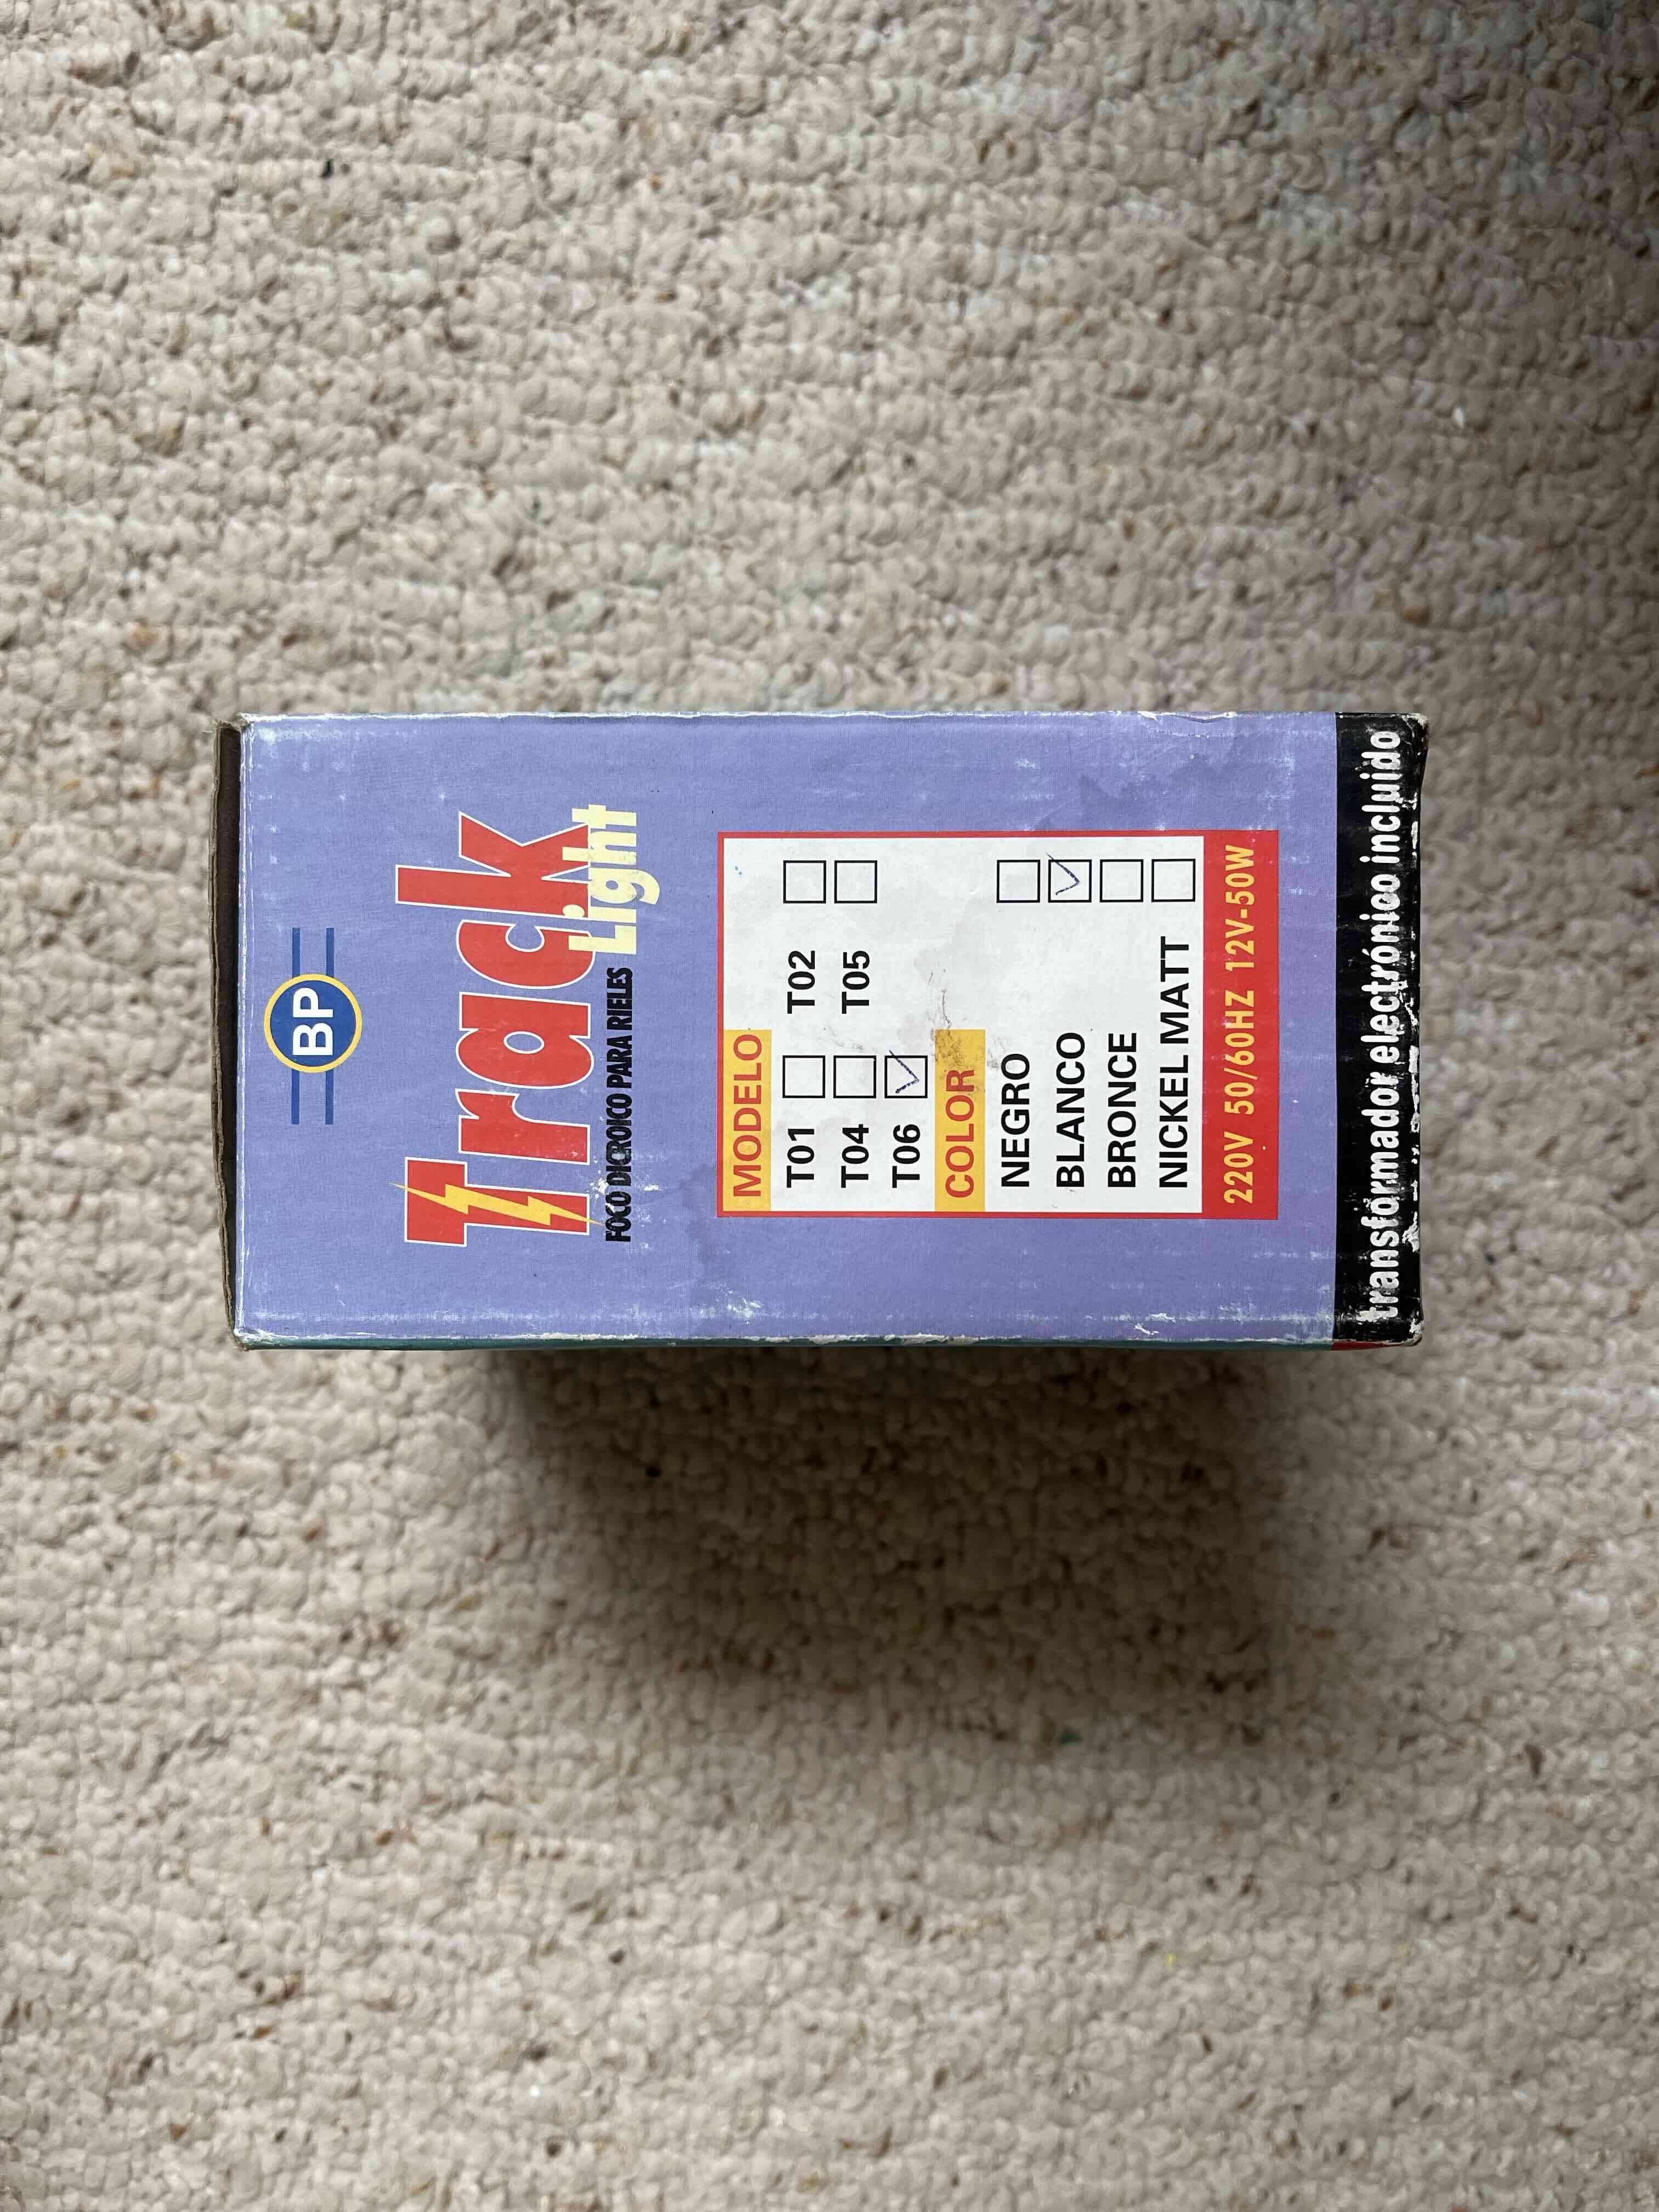 BP
Track
Light
FOCO DICROICO PARA RIELES
MODELO
T01 T02
T04 T05
T06
COLOR
NEGRO
BLANCO
BRONCE
NICKEL MATT
220V 50/60HZ 12V-50W
transformador electrónico incluido